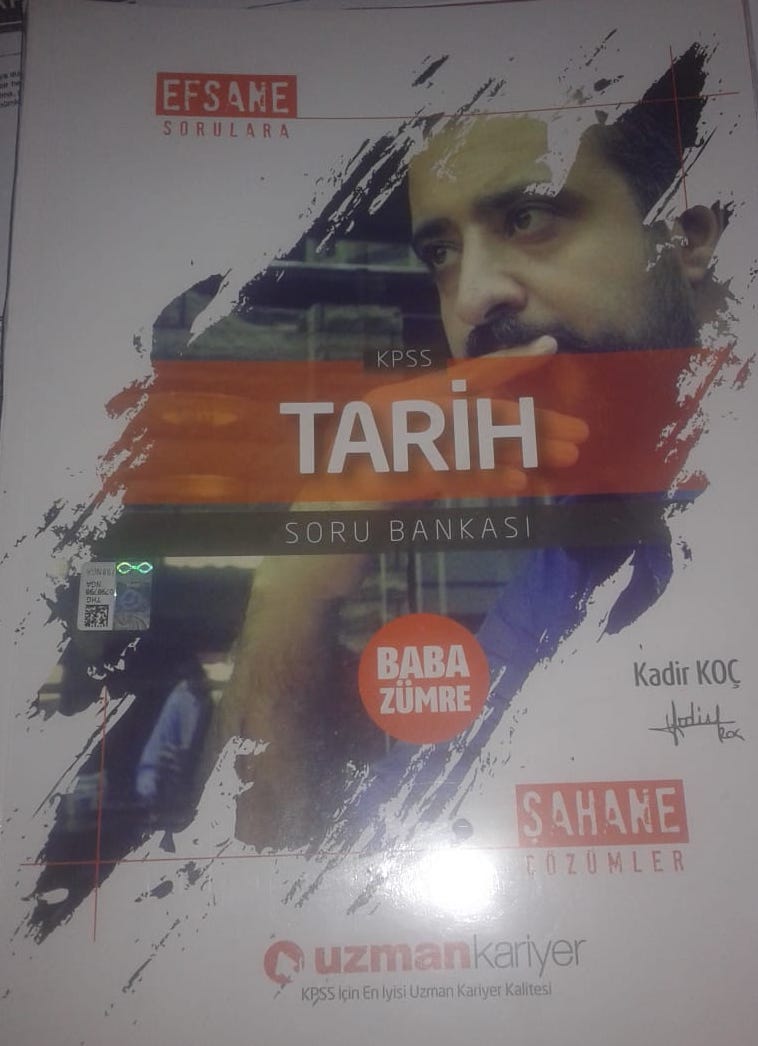 EFSANE
SORULARA
KPSS
TARİH
SORU BANKASI
BABA
ZÜMRE
Kadir KOÇ
ŞAHANE
ÇÖZÜMLER
uzmankariyer
KPSS İçin En İyisi Uzman Kariyer Kalitesi